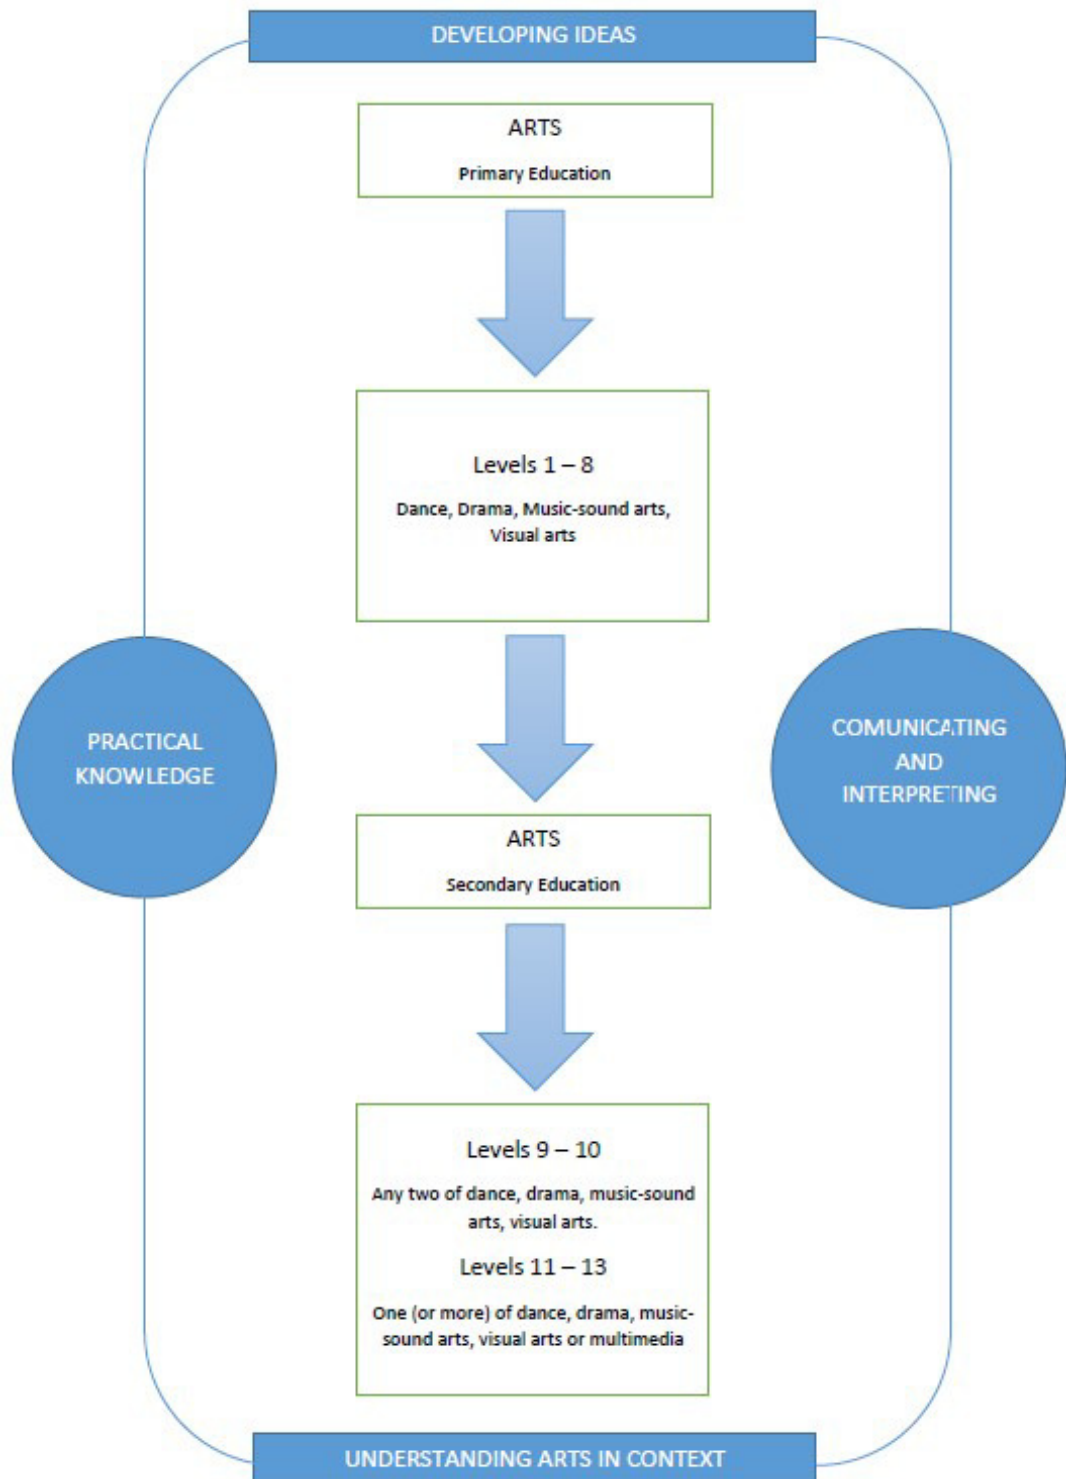 DEVELOPING IDEAS
ARTS
Primary Education
Levels 1 – 8
Dance, Drama, Music-sound arts,
Visual arts
PRACTICAL
KNOWLEDGE
COMUNICATING
AND
INTERPRETING
ARTS
Secondary Education
Levels 9 – 10
Any two of dance, drama, music-sound
arts, visual arts.
Levels 11 – 13
One (or more) of dance, drama, music-
sound arts, visual arts or multimedia
UNDERSTANDING ARTS IN CONTEXT